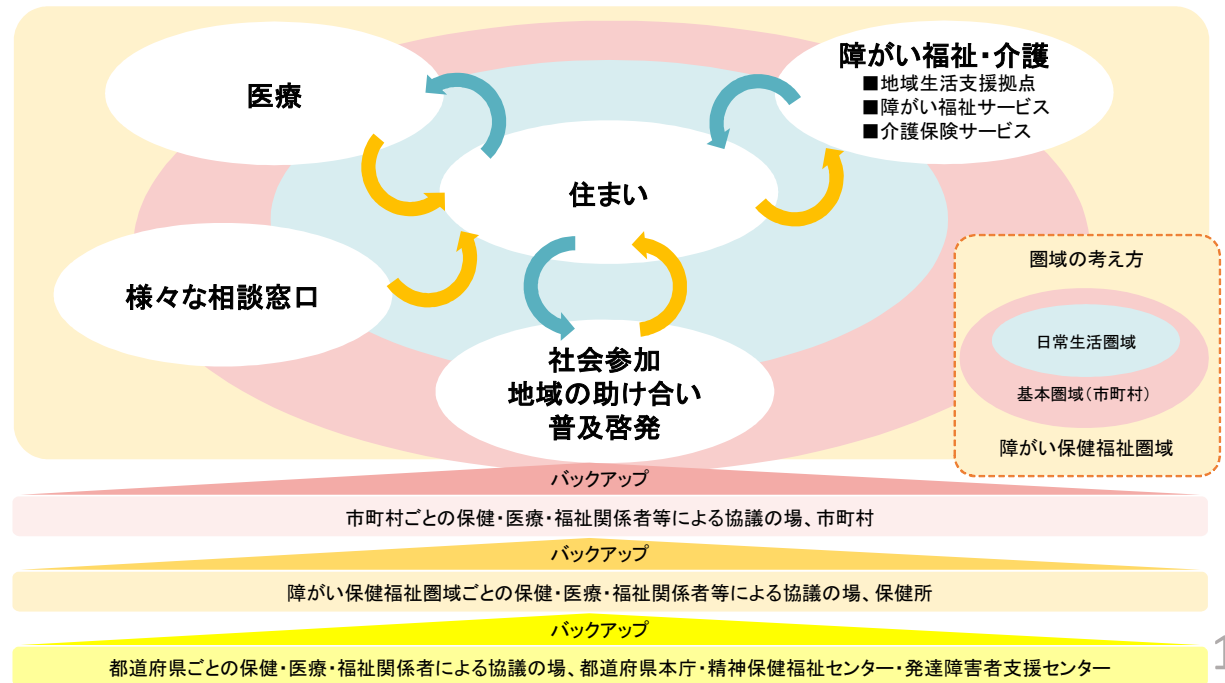 医療
障がい福祉・介護
■地域生活支援拠点
■障がい福祉サービス
■介護保険サービス
住まい
様々な相談窓口
社会参加
地域の助け合い
普及啓発
圏域の考え方
日常生活圏域
基本圏域（市町村）
障がい保健福祉圏域
バックアップ
市町村ごとの保健・医療・福祉関係者等による協議の場、市町村
バックアップ
障がい保健福祉圏域ごとの保健・医療・福祉関係者等による協議の場、保健所
バックアップ
都道府県ごとの保健・医療・福祉関係者による協議の場、都道府県本庁・精神保健福祉センター・発達障害者支援センター
1